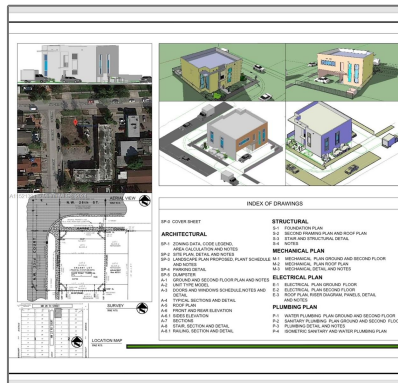 AERIAL VIEW
SURVEY
LOCATION MAP
INDEX OF DRAWINGS
SP-0 COVER SHEET
ARCHITECTURAL
SP-1 ZONING DATA, CODE LEGEND,
AREA CALCULATION AND NOTES
SP-2 SITE PLAN, DETAIL AND NOTES
SP-3 LANDSCAPE PLAN PROPOSED, PLANT SCHEDULE
AND NOTES
SP-4 PARKING DETAIL
SP-5 DUMPSTER
A-1 GROUND AND SECOND FLOOR PLAN AND NOTES
A-2 UNIT TYPE MODEL
A-3 DOORS AND WINDOWS SCHEDULE,NOTES AND
DETAIL
A-4 TYPICAL SECTIONS AND DETAIL
A-5 ROOF PLAN
A-6 FRONT AND REAR ELEVATION
A-6.1 SIDES ELEVATION
A-7 SECTIONS
A-8 STAIR, SECTION AND DETAIL
A-8.1 RAILING, SECTION AND DETAIL
STRUCTURAL
S-1 FOUNDATION PLAN
S-2 SECOND FRAMING PLAN AND ROOF PLAN
S-3 STAIR AND STRUCTURAL DETAIL
S-4 NOTES
MECHANICAL PLAN
M-1 MECHANICAL PLAN GROUND AND SECOND FLOOR
M-2 MECHANICAL ROOF PLAN
M-3 MECHANICAL DETAIL AND NOTES
ELECTRICAL PLAN
E-1 ELECTRICAL PLAN GROUND FLOOR
E-2 ELECTRICAL PLAN SECOND FLOOR
E-3 ROOF PLAN, RISER DIAGRAM, PANELS, DETAIL
AND NOTES
PLUMBING PLAN
P-1 WATER PLUMBING PLAN GROUND AND SECOND FLOOR
P-2 SANITARY PLUMBING PLAN GROUND AND SECOND FLOO
P-3 PLUMBING DETAIL AND NOTES
P-4 ISOMETRIC SANITARY AND WATER PLUMBING PLAN